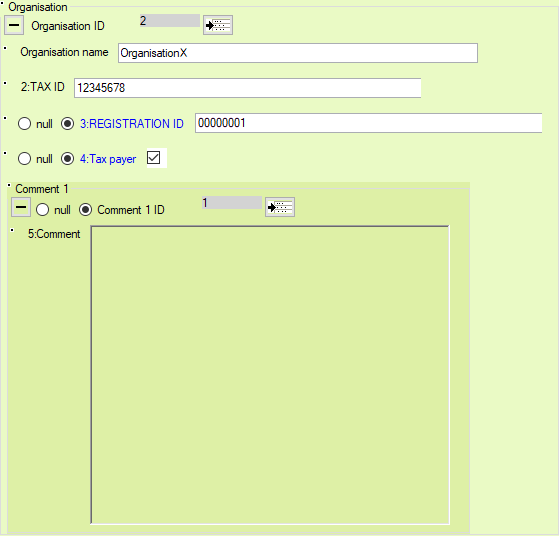 Organisation
Organisation ID 2
Organisation name OrganisationX
2:TAX ID 12345678
null 3:REGISTRATION ID 00000001
null 4:Tax payer
Comment 1
null Comment 1 ID 1
5:Comment